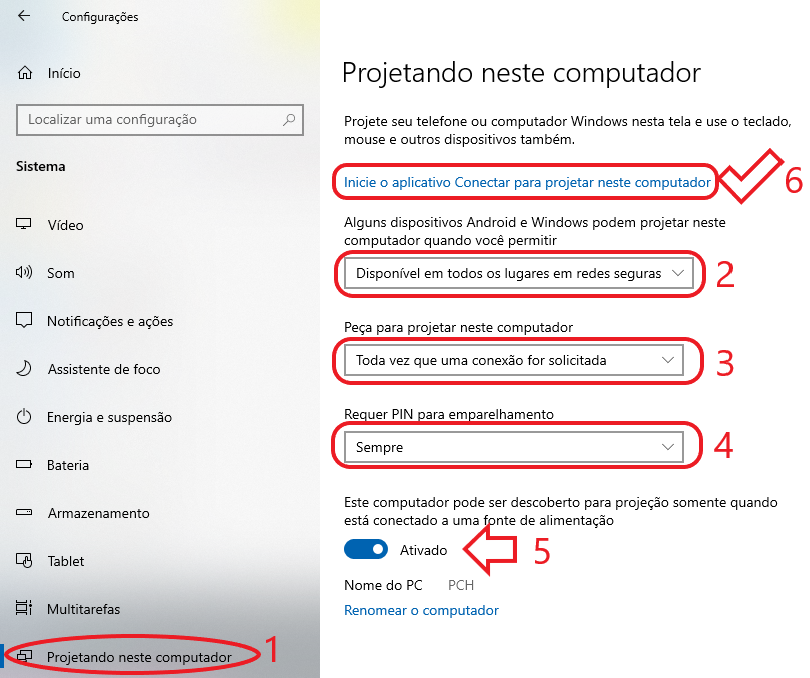 Configurações
Início
Localizar uma configuração
Sistema
Vídeo
Som
Notificações e ações
Assistente de foco
Energia e suspensão
Bateria
Armazenamento
Tablet
Multitarefas
Projetando neste computador 1
Projetando neste computador
Projete seu telefone ou computador Windows nesta tela e use o teclado,
mouse e outros dispositivos também.
Inicie o aplicativo Conectar para projetar neste computador 6
Alguns dispositivos Android e Windows podem projetar neste
computador quando você permitir
Disponível em todos os lugares em redes seguras 2
Peça para projetar neste computador
Toda vez que uma conexão for solicitada 3
Requer PIN para emparelhamento
Sempre 4
Este computador pode ser descoberto para projeção somente quando
está conectado a uma fonte de alimentação
Ativado 5
Nome do PC PCH
Renomear o computador